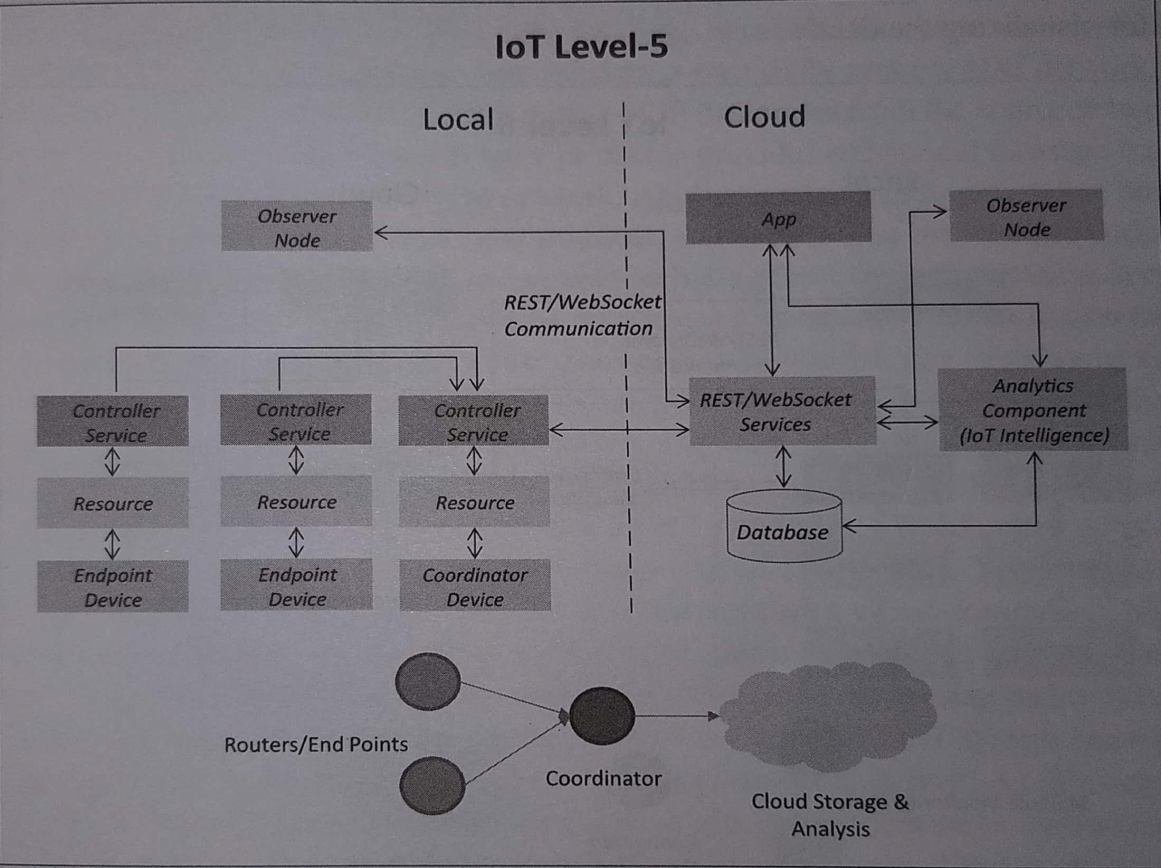 IoT Level-5
Local
Cloud
Observer
Node
App
Observer
Node
REST/WebSocket
Communication
Controller
Service
Controller
Service
Controller
Service
REST/WebSocket
Services
Analytics
Component
(IoT Intelligence)
Resource
Resource
Resource
Database
Endpoint
Device
Endpoint
Device
Coordinator
Device
Routers/End Points
Coordinator
Cloud Storage &
Analysis